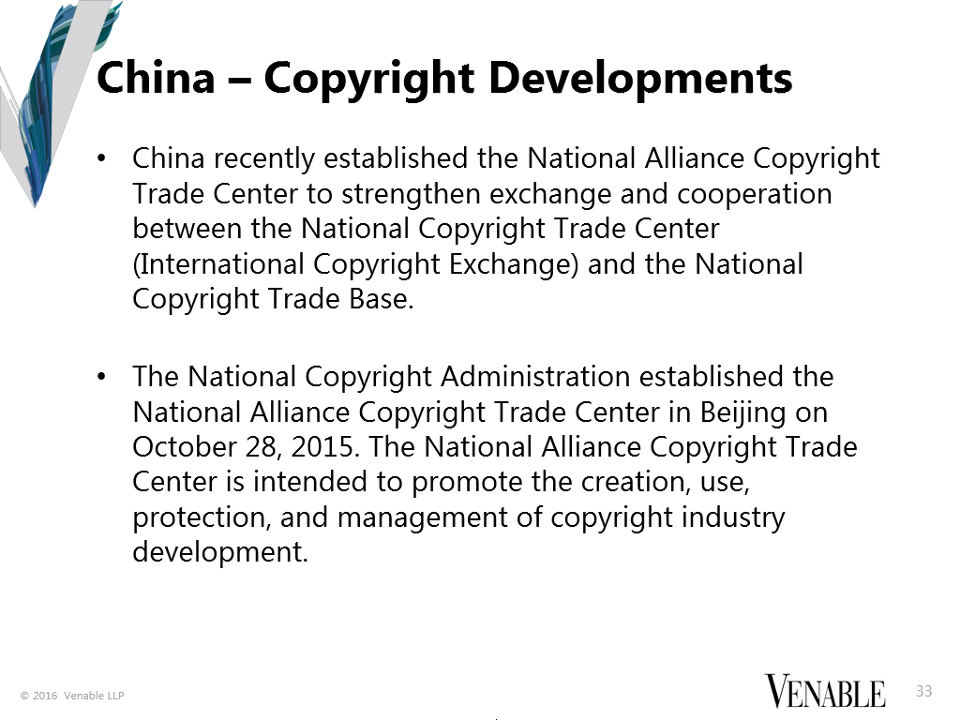 China – Copyright Developments
• China recently established the National Alliance Copyright
Trade Center to strengthen exchange and cooperation
between the National Copyright Trade Center
(International Copyright Exchange) and the National
Copyright Trade Base.
• The National Copyright Administration established the
National Alliance Copyright Trade Center in Beijing on
October 28, 2015. The National Alliance Copyright Trade
Center is intended to promote the creation, use,
protection, and management of copyright industry
development.
© 2016 Venable LLP
VENABLE
33